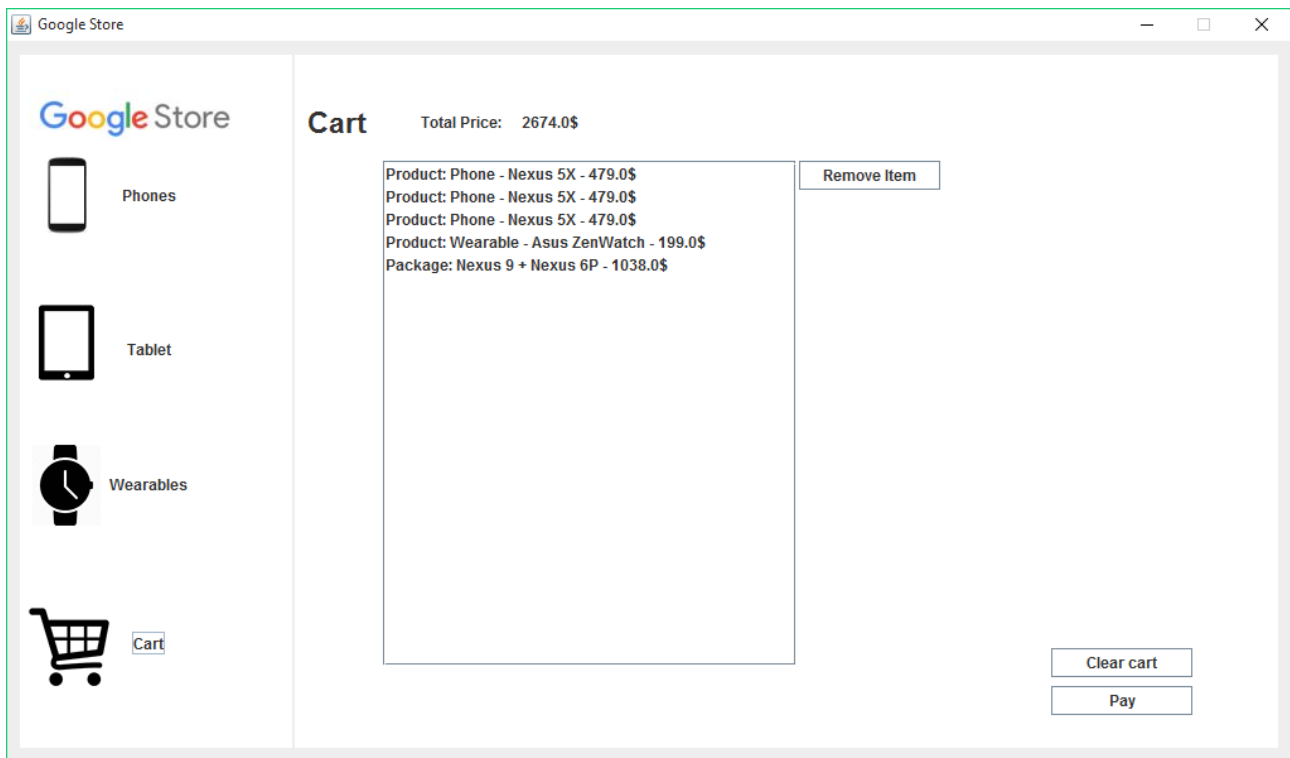 Google Store
Google Store
Phones
Tablet
Wearables
Cart
Cart
Total Price: 2674.0$
Product: Phone - Nexus 5X - 479.0$
Product: Phone - Nexus 5X - 479.0$
Product: Phone - Nexus 5X - 479.0$
Product: Wearable - Asus ZenWatch - 199.0$
Package: Nexus 9 + Nexus 6P - 1038.0$
Remove Item
Clear cart
Pay